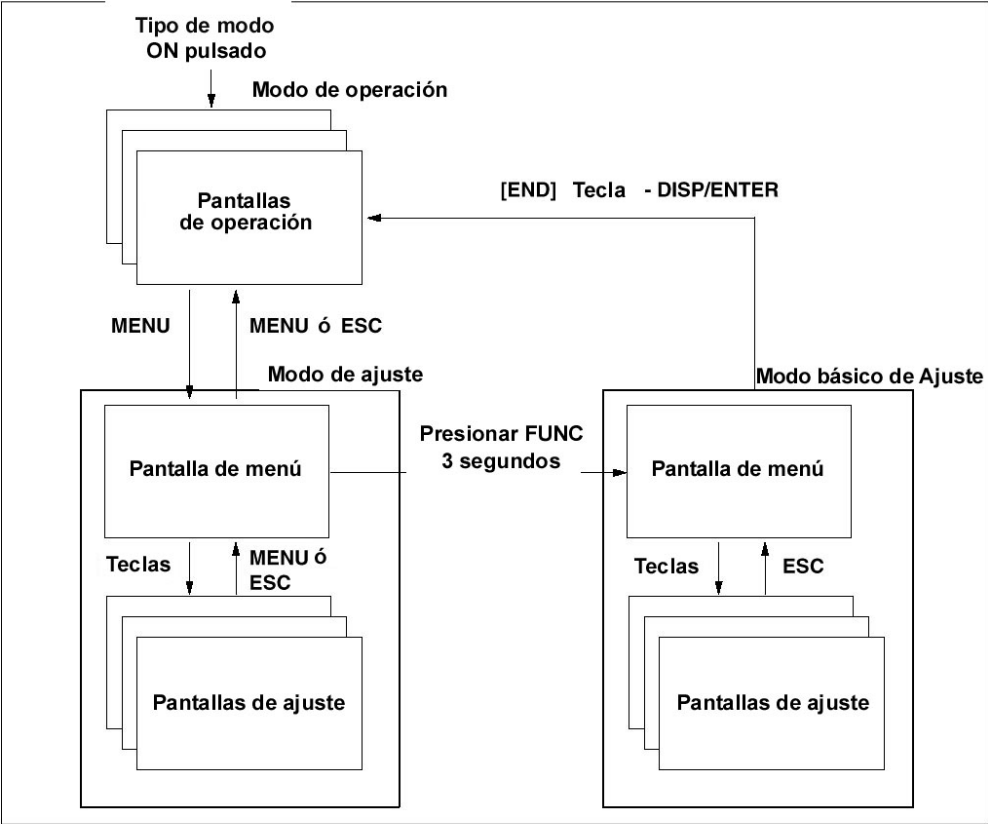 Tipo de modo
ON pulsado
Modo de operación
Pantallas
de operación
[END] Tecla - DISP/ENTER
MENU
MENU ó ESC
Modo de ajuste
Modo básico de Ajuste
Pantalla de menú
Presionar FUNC
3 segundos
Pantalla de menú
Teclas
MENU ó
ESC
Teclas
ESC
Pantallas de ajuste
Pantallas de ajuste